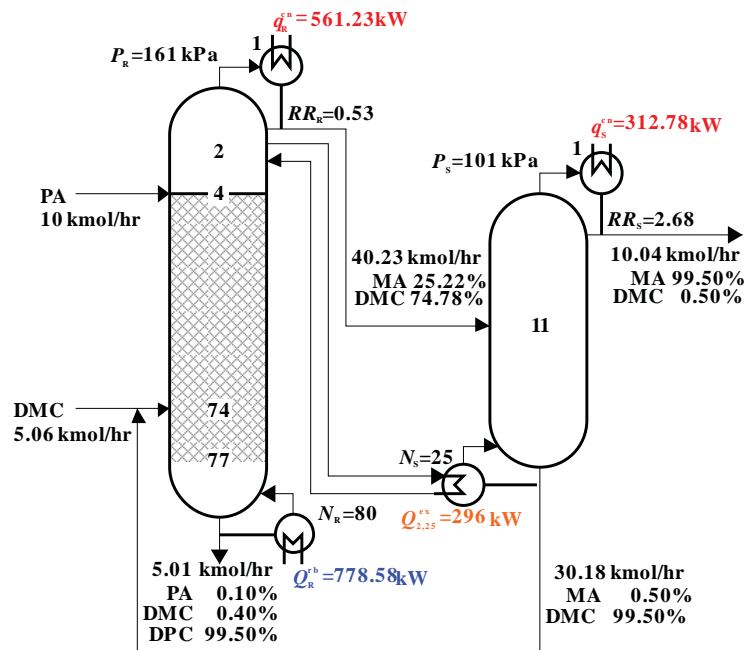 q_R^cn=561.23kW
P_R=161 kPa
1
RR_R=0.53
q_S^cn=312.78kW
P_S=101 kPa
1
2
PA
4
10 kmol/hr
RR_S=2.68
40.23 kmol/hr
MA 25.22%
DMC 74.78%
10.04 kmol/hr
MA 99.50%
DMC 0.50%
11
DMC
74
5.06 kmol/hr
77
N_S=25
N_R=80
Q_2,25^ex=296 kW
5.01 kmol/hr
PA 0.10%
DMC 0.40%
DPC 99.50%
Q_R^rb=778.58kW
30.18 kmol/hr
MA 0.50%
DMC 99.50%